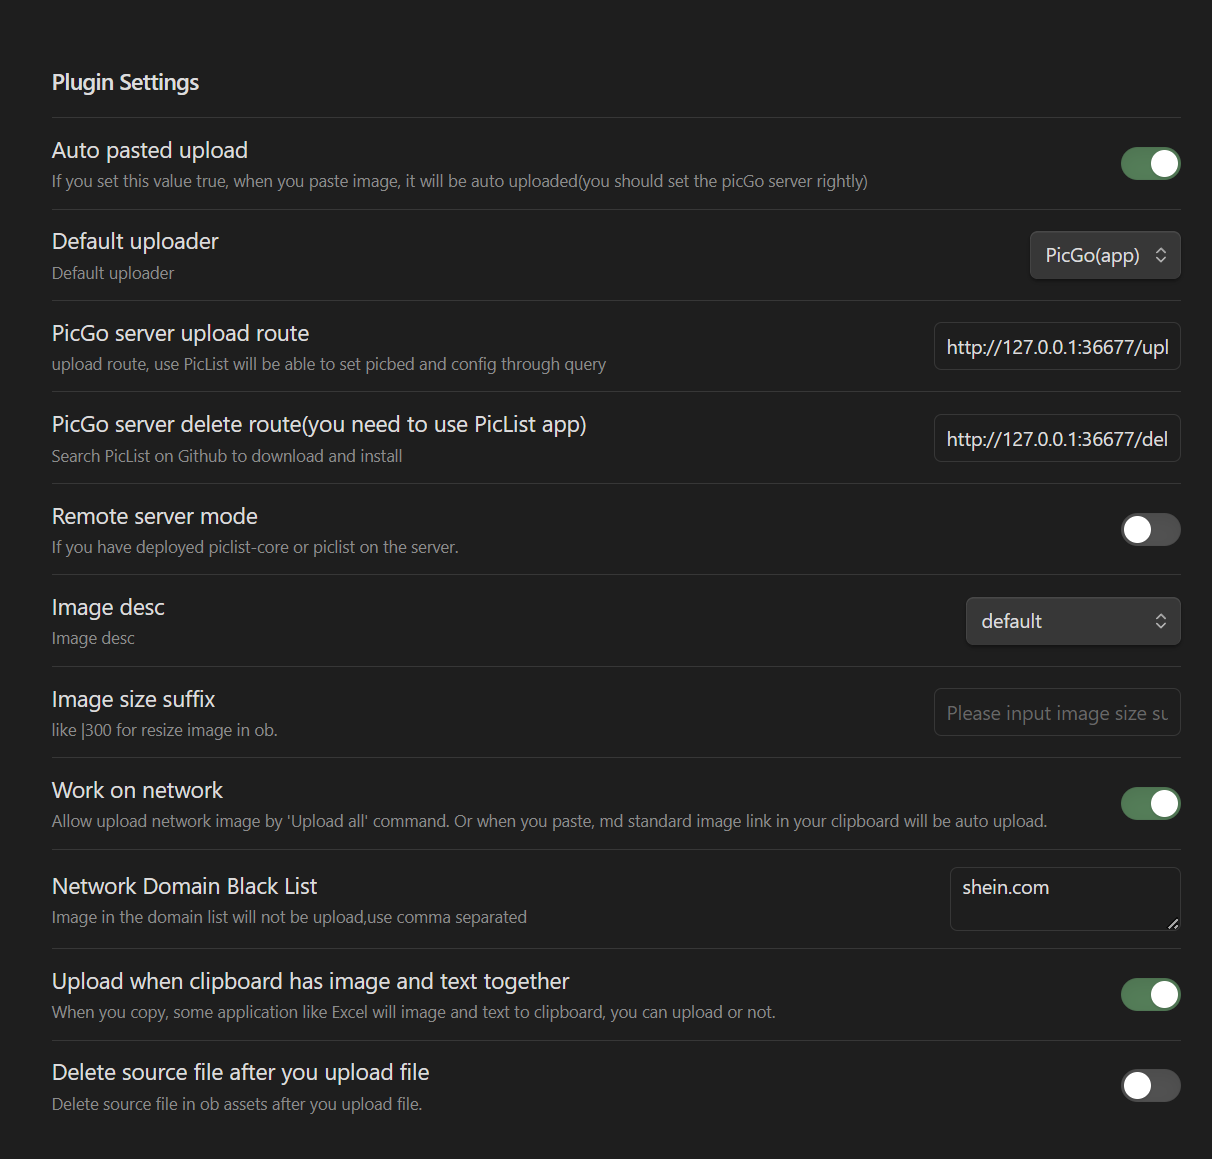 Plugin Settings
Auto pasted upload
If you set this value true, when you paste image, it will be auto uploaded(you should set the picGo server rightly)
Default uploader
Default uploader
PicGo(app)
PicGo server upload route
upload route, use PicList will be able to set picbed and config through query
http://127.0.0.1:36677/upl
PicGo server delete route(you need to use PicList app)
Search PicList on Github to download and install
http://127.0.0.1:36677/del
Remote server mode
If you have deployed piclist-core or piclist on the server.
Image desc
Image desc
default
Image size suffix
like |300 for resize image in ob.
Please input image size su
Work on network
Allow upload network image by 'Upload all' command. Or when you paste, md standard image link in your clipboard will be auto upload.
Network Domain Black List
Image in the domain list will not be upload,use comma separated
shein.com
Upload when clipboard has image and text together
When you copy, some application like Excel will image and text to clipboard, you can upload or not.
Delete source file after you upload file
Delete source file in ob assets after you upload file.